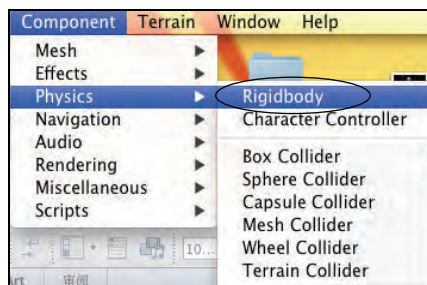 Component Terrain Window Help
Mesh
Effects
Physics
Navigation
Audio
Rendering
Miscellaneous
Scripts
Rigidbody
Character Controller
Box Collider
Sphere Collider
Capsule Collider
Mesh Collider
Wheel Collider
Terrain Collider
10...